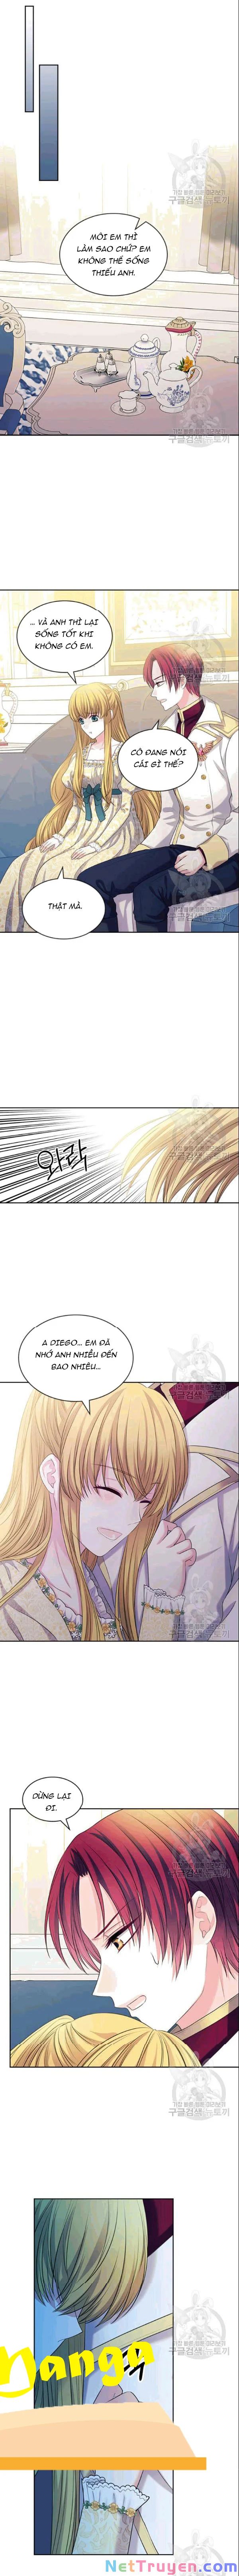 MÔI EM THÌ
LÀM SAO CHỨ? EM
KHÔNG THỂ SỐNG
THIẾU ANH.
... VÀ ANH THÌ LẠI
SỐNG TỐT KHI
KHÔNG CÓ EM.
CÔ ĐANG NÓI
CÁI GÌ THẾ?
THẬT MÀ.
와락
A DIEGO... EM ĐÃ
NHỚ ANH NHIỀU ĐẾN
BAO NHIÊU...
DỪNG LẠI
ĐI.
Manga
NetTruyen.com